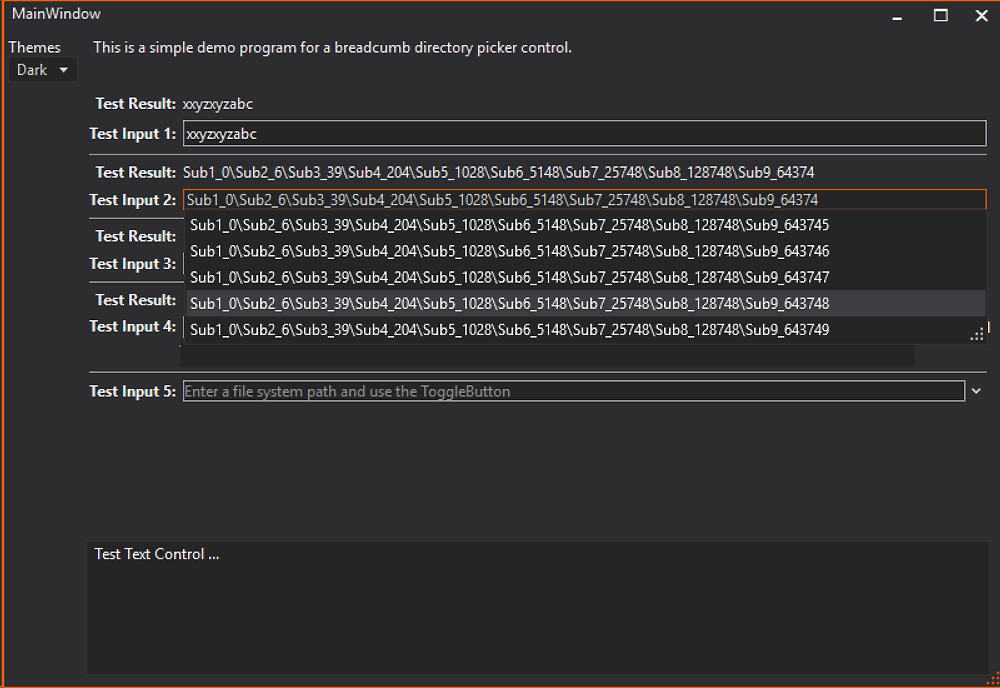 MainWindow
Themes
This is a simple demo program for a breadcumb directory picker control.
Dark
Test Result: xxyzxyzabc
Test Input 1: xxyzxyzabc
Test Result: Sub1_0\Sub2_6\Sub3_39\Sub4_204\Sub5_1028\Sub6_5148\Sub7_25748\Sub8_128748\Sub9_64374
Test Input 2: Sub1_0\Sub2_6\Sub3_39\Sub4_204\Sub5_1028\Sub6_5148\Sub7_25748\Sub8_128748\Sub9_64374
Sub1_0\Sub2_6\Sub3_39\Sub4_204\Sub5_1028\Sub6_5148\Sub7_25748\Sub8_128748\Sub9_643745
Test Result:
Sub1_0\Sub2_6\Sub3_39\Sub4_204\Sub5_1028\Sub6_5148\Sub7_25748\Sub8_128748\Sub9_643746
Test Input 3:
Sub1_0\Sub2_6\Sub3_39\Sub4_204\Sub5_1028\Sub6_5148\Sub7_25748\Sub8_128748\Sub9_643747
Test Result: Sub1_0\Sub2_6\Sub3_39\Sub4_204\Sub5_1028\Sub6_5148\Sub7_25748\Sub8_128748\Sub9_643748
Test Input 4: Sub1_0\Sub2_6\Sub3_39\Sub4_204\Sub5_1028\Sub6_5148\Sub7_25748\Sub8_128748\Sub9_643749
Test Input 5: Enter a file system path and use the ToggleButton
Test Text Control ...